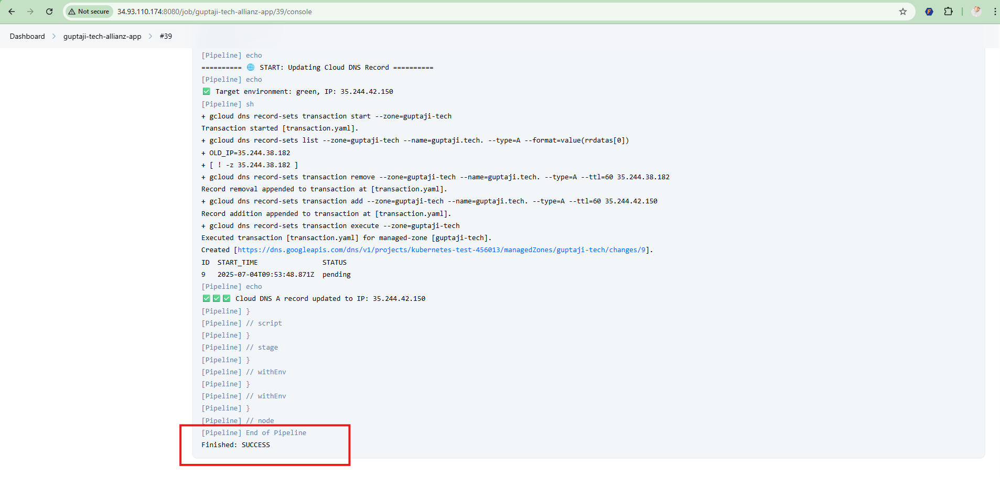 Not secure 34.93.110.174:8080/job/guptaji-tech-allianz-app/39/console
Dashboard > guptaji-tech-allianz-app > #39
[Pipeline] echo
========== 🌐 START: Updating Cloud DNS Record ==========
[Pipeline] echo
✅ Target environment: green, IP: 35.244.42.150
[Pipeline] sh
+ gcloud dns record-sets transaction start --zone=guptaji-tech
Transaction started [transaction.yaml].
+ gcloud dns record-sets list --zone=guptaji-tech --name=guptaji.tech. --type=A --format=value(rrdatas[0])
+ OLD_IP=35.244.38.182
+ [ ! -z 35.244.38.182 ]
+ gcloud dns record-sets transaction remove --zone=guptaji-tech --name=guptaji.tech. --type=A --ttl=60 35.244.38.182
Record removal appended to transaction at [transaction.yaml].
+ gcloud dns record-sets transaction add --zone=guptaji-tech --name=guptaji.tech. --type=A --ttl=60 35.244.42.150
Record addition appended to transaction at [transaction.yaml].
+ gcloud dns record-sets transaction execute --zone=guptaji-tech
Executed transaction [transaction.yaml] for managed-zone [guptaji-tech].
Created [https://dns.googleapis.com/dns/v1/projects/kubernetes-test-456013/managedZones/guptaji-tech/changes/9].
ID START_TIME STATUS
9 2025-07-04T09:53:48.871Z pending
[Pipeline] echo
✅✅✅ Cloud DNS A record updated to IP: 35.244.42.150
[Pipeline] }
[Pipeline] // script
[Pipeline] }
[Pipeline] // stage
[Pipeline] }
[Pipeline] // withEnv
[Pipeline] }
[Pipeline] // withEnv
[Pipeline] }
[Pipeline] // node
[Pipeline] End of Pipeline
Finished: SUCCESS